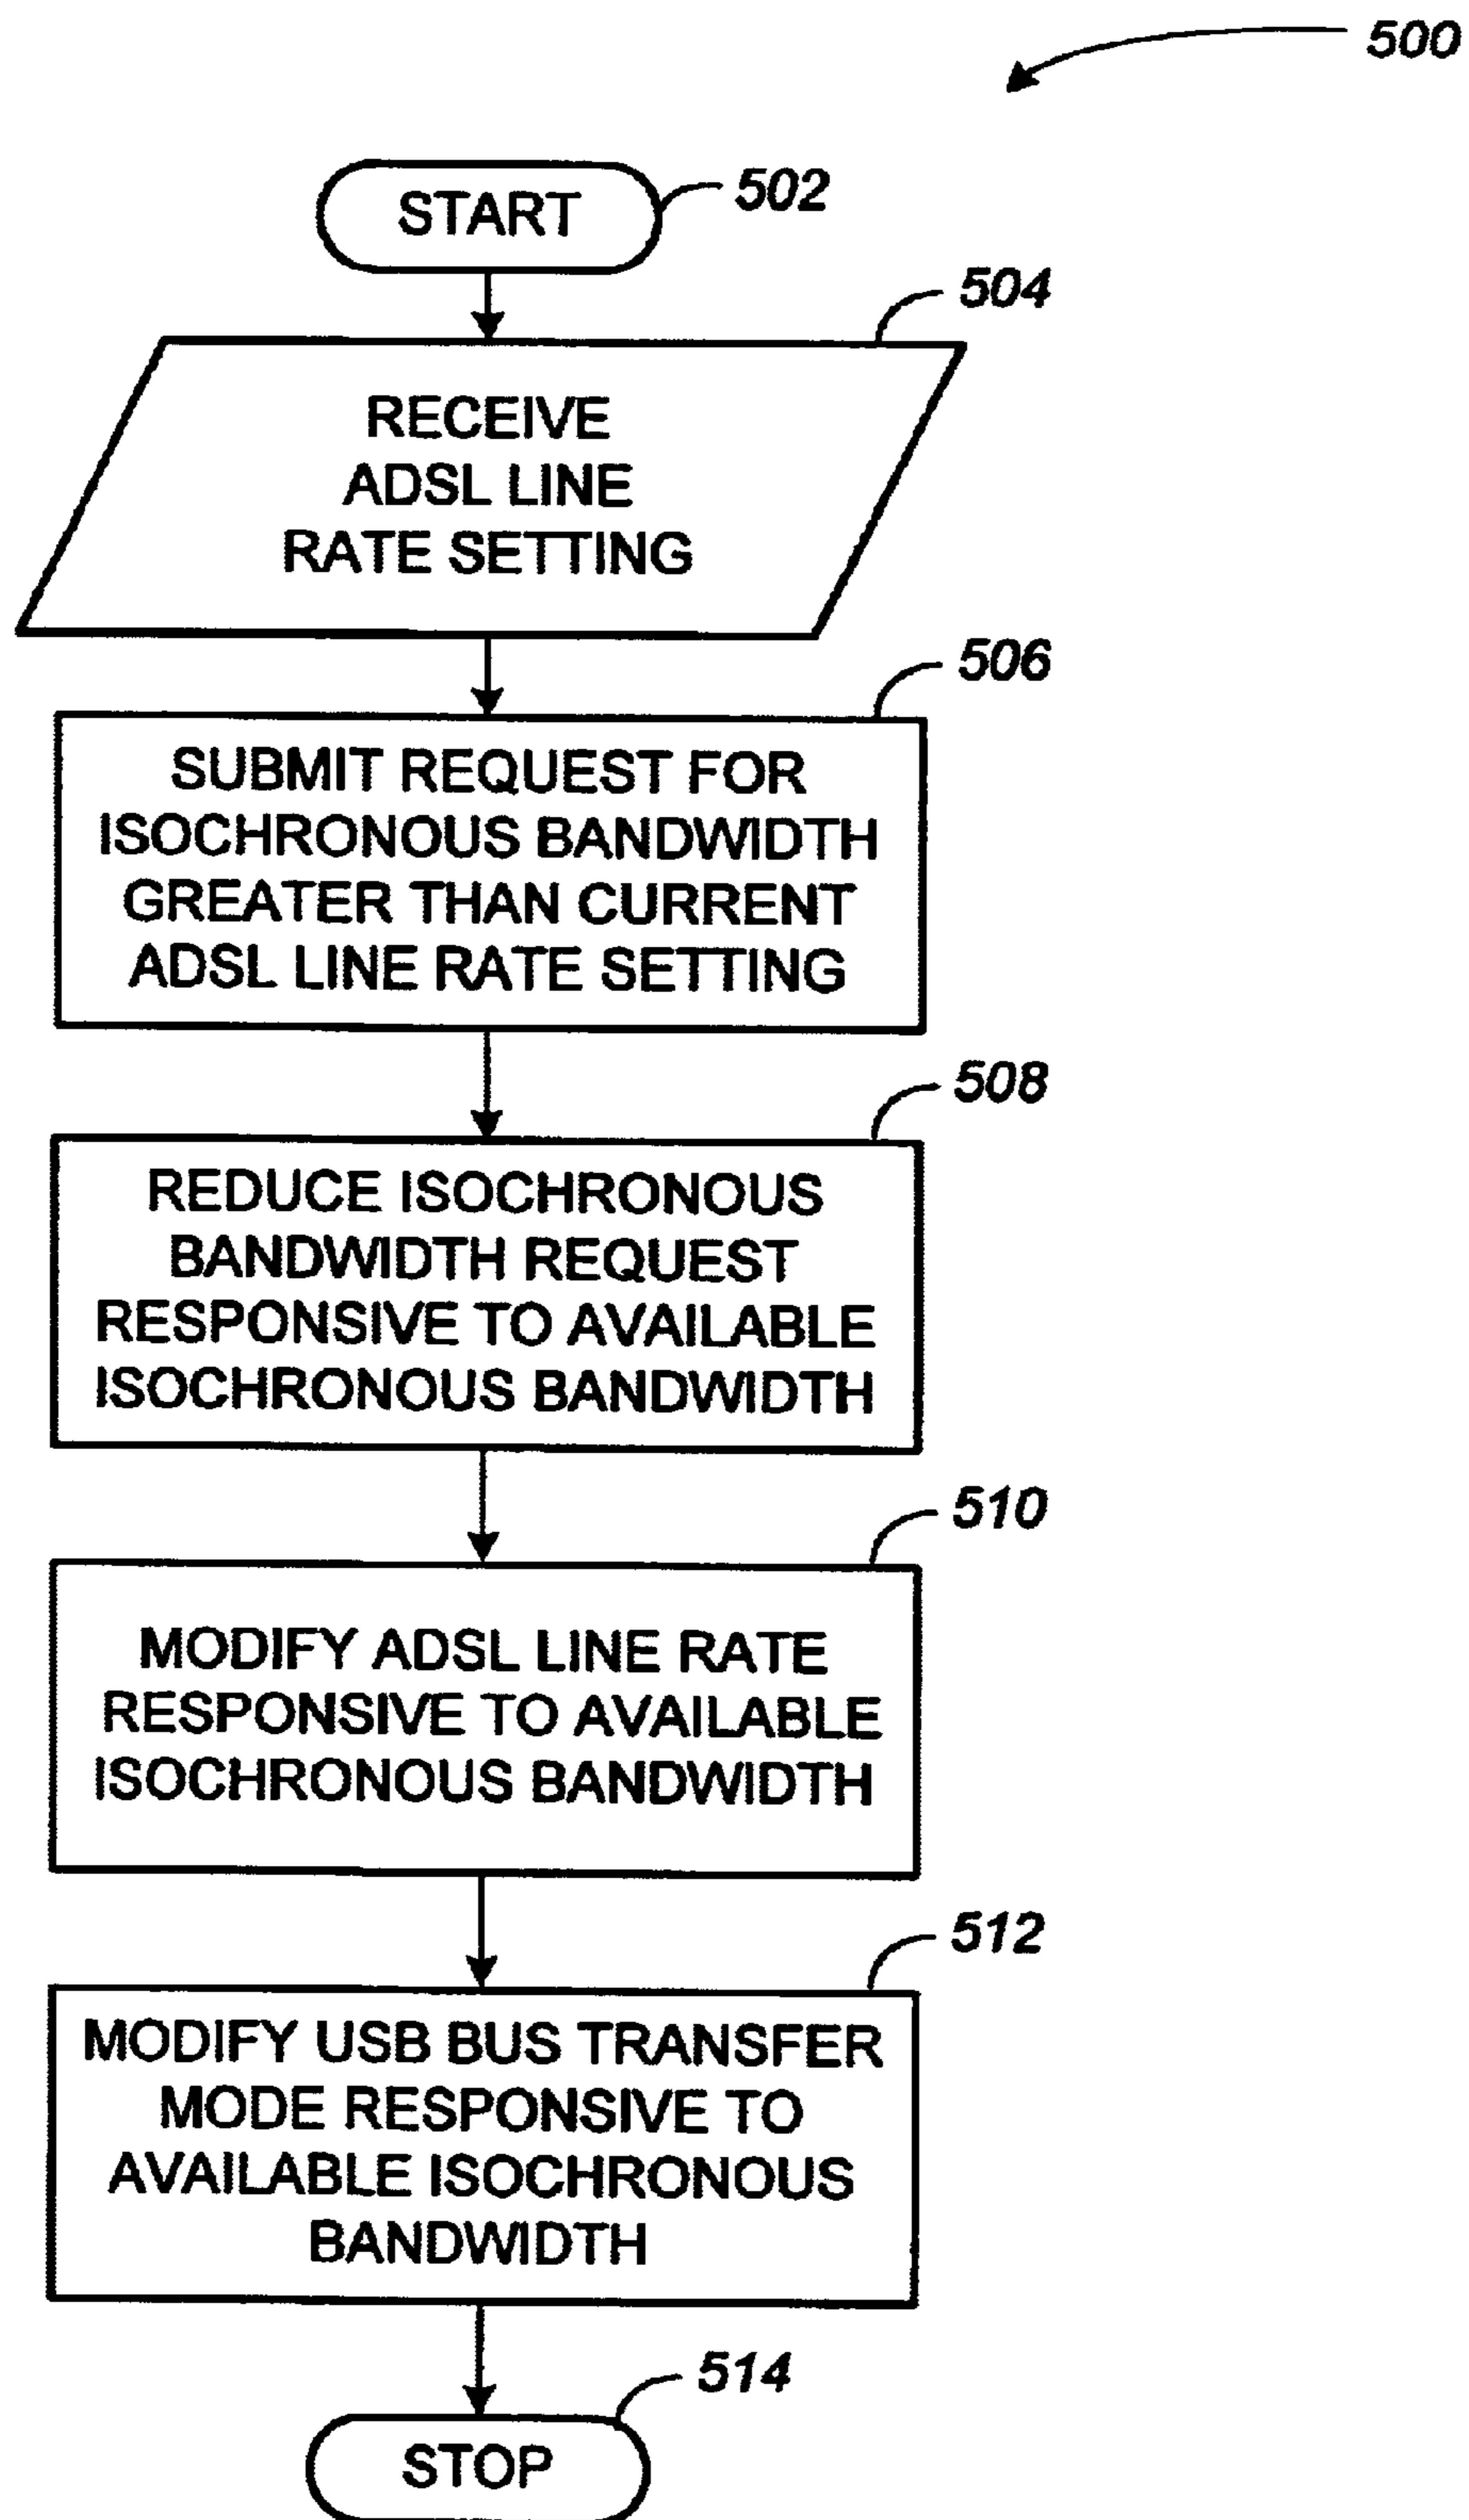 500
START
502
504
RECEIVE
ADSL LINE
RATE SETTING
506
SUBMIT REQUEST FOR
ISOCHRONOUS BANDWIDTH
GREATER THAN CURRENT
ADSL LINE RATE SETTING
508
REDUCE ISOCHRONOUS
BANDWIDTH REQUEST
RESPONSIVE TO AVAILABLE
ISOCHRONOUS BANDWIDTH
510
MODIFY ADSL LINE RATE
RESPONSIVE TO AVAILABLE
ISOCHRONOUS BANDWIDTH
512
MODIFY USB BUS TRANSFER
MODE RESPONSIVE TO
AVAILABLE ISOCHRONOUS
BANDWIDTH
514
STOP